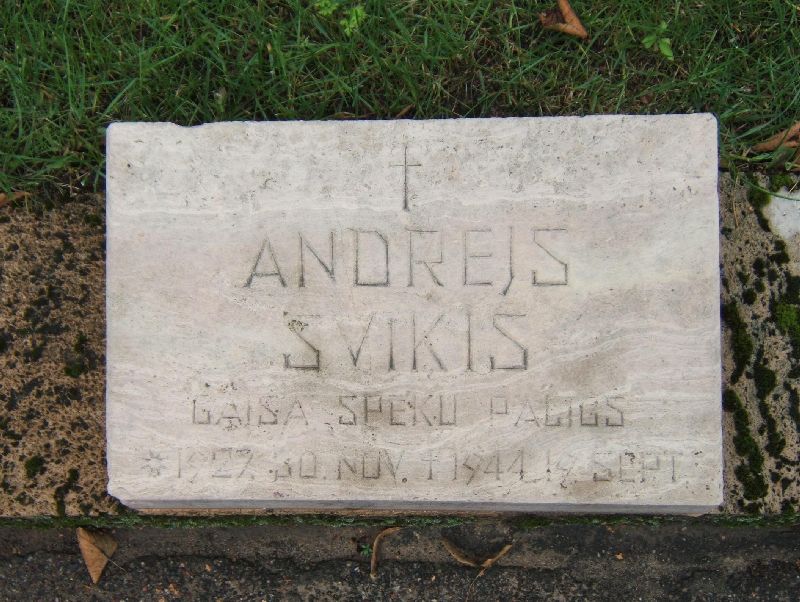 ANDREJS
SVIKIS
GAISA SPEKU PALIGS
* 1927 30. NOV. † 1944 19 SEPT.